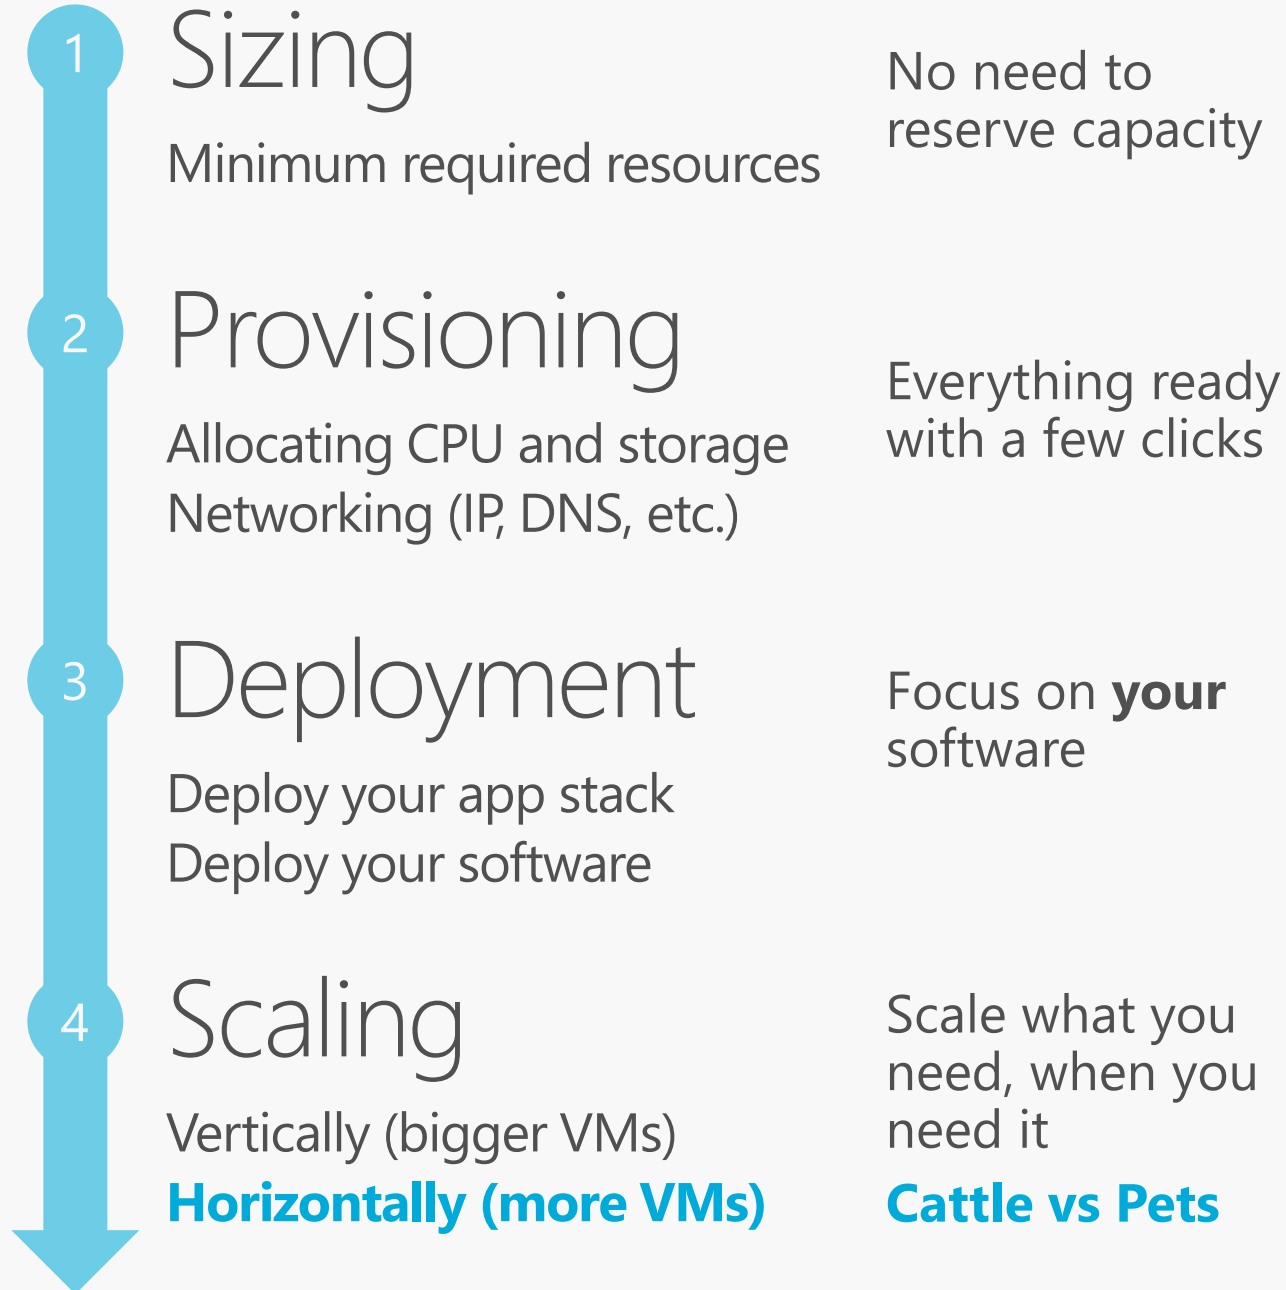 1
Sizing
Minimum required resources
No need to
reserve capacity
2
Provisioning
Allocating CPU and storage
Networking (IP, DNS, etc.)
Everything ready
with a few clicks
3
Deployment
Deploy your app stack
Deploy your software
Focus on your
software
4
Scaling
Vertically (bigger VMs)
Horizontally (more VMs)
Scale what you
need, when you
need it
Cattle vs Pets